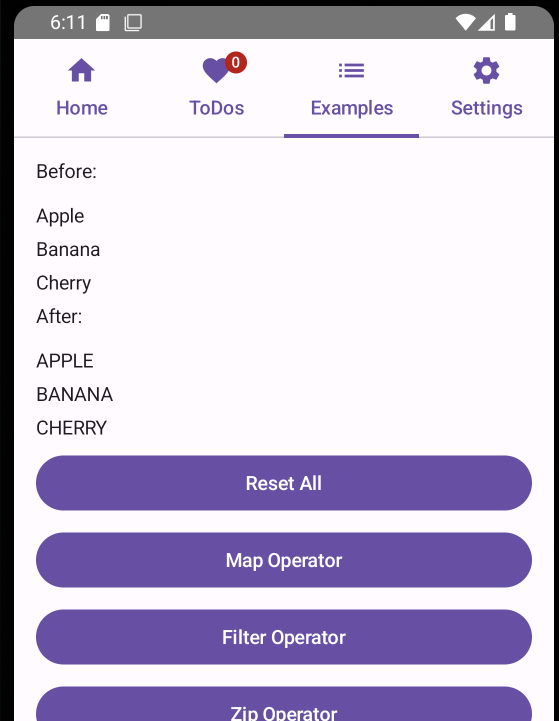 6:11
0
Home ToDos Examples Settings
Before:
Apple
Banana
Cherry
After:
APPLE
BANANA
CHERRY
Reset All
Map Operator
Filter Operator
Zip Operator